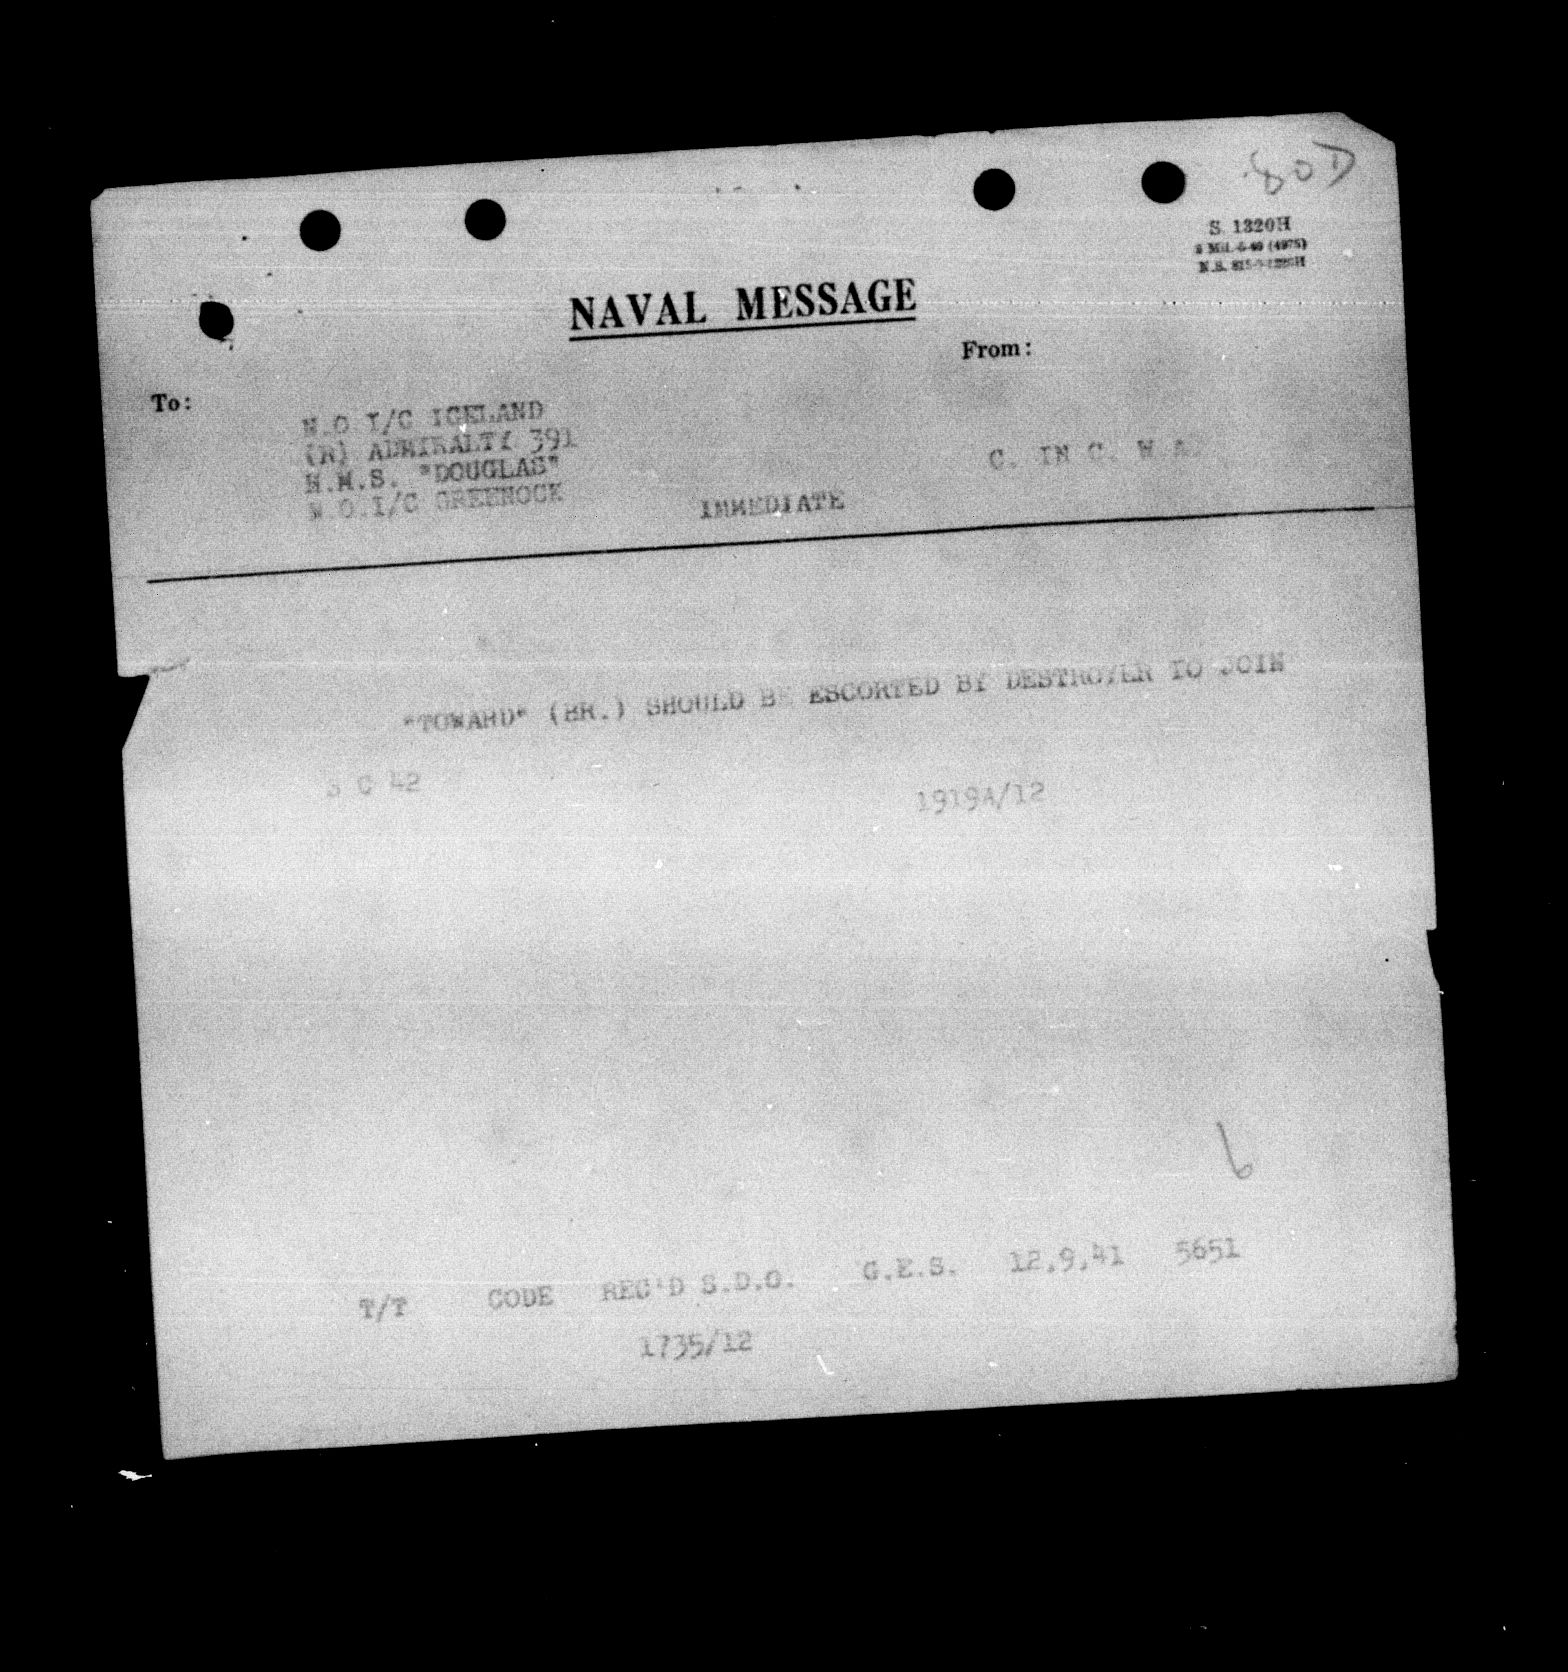 80D
S. 1320H
NAVAL MESSAGE
From:
To:
N.O I/C ICELAND
(R) ADMIRALTY 391
H.M.S. "DOUGLAS"
N.O.I/C GREENOCK
C. IN C. W A.
IMMEDIATE
"TOWARD" (BR.) SHOULD BE ESCORTED BY DESTROYER TO JOIN
S C 42
1919A/12
6
T/T CODE REC'D S.D.O. G.E.S. 12.9.41 5651
1735/12